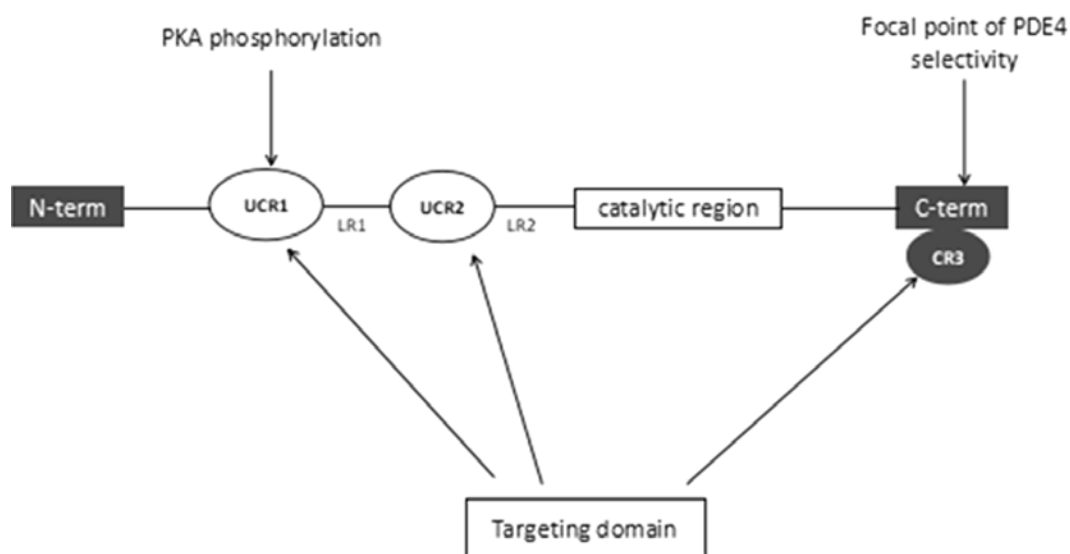 PKA phosphorylation
Focal point of PDE4
selectivity
N-term
UCR1
LR1
UCR2
LR2
catalytic region
C-term
CR3
Targeting domain